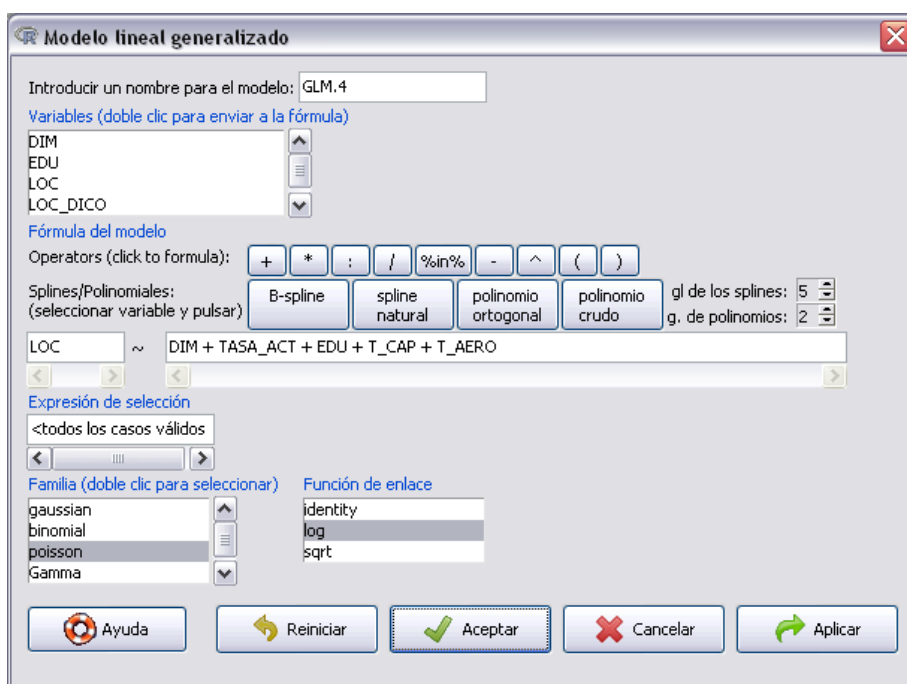 Modelo lineal generalizado
Introducir un nombre para el modelo: GLM.4
Variables (doble clic para enviar a la fórmula)
DIM
EDU
LOC
LOC_DICO
Fórmula del modelo
Operators (click to formula): + * : / %in% - ^ ( )
Splines/Polinomiales:
(seleccionar variable y pulsar)
B-spline
spline
natural
polinomio
ortogonal
polinomio
crudo
gl de los splines: 5
g. de polinomios: 2
LOC ~ DIM + TASA_ACT + EDU + T_CAP + T_AERO
Expresión de selección
<todos los casos válidos
Familia (doble clic para seleccionar)
gaussian
binomial
poisson
Gamma
Función de enlace
identity
log
sqrt
Ayuda Reiniciar Aceptar Cancelar Aplicar